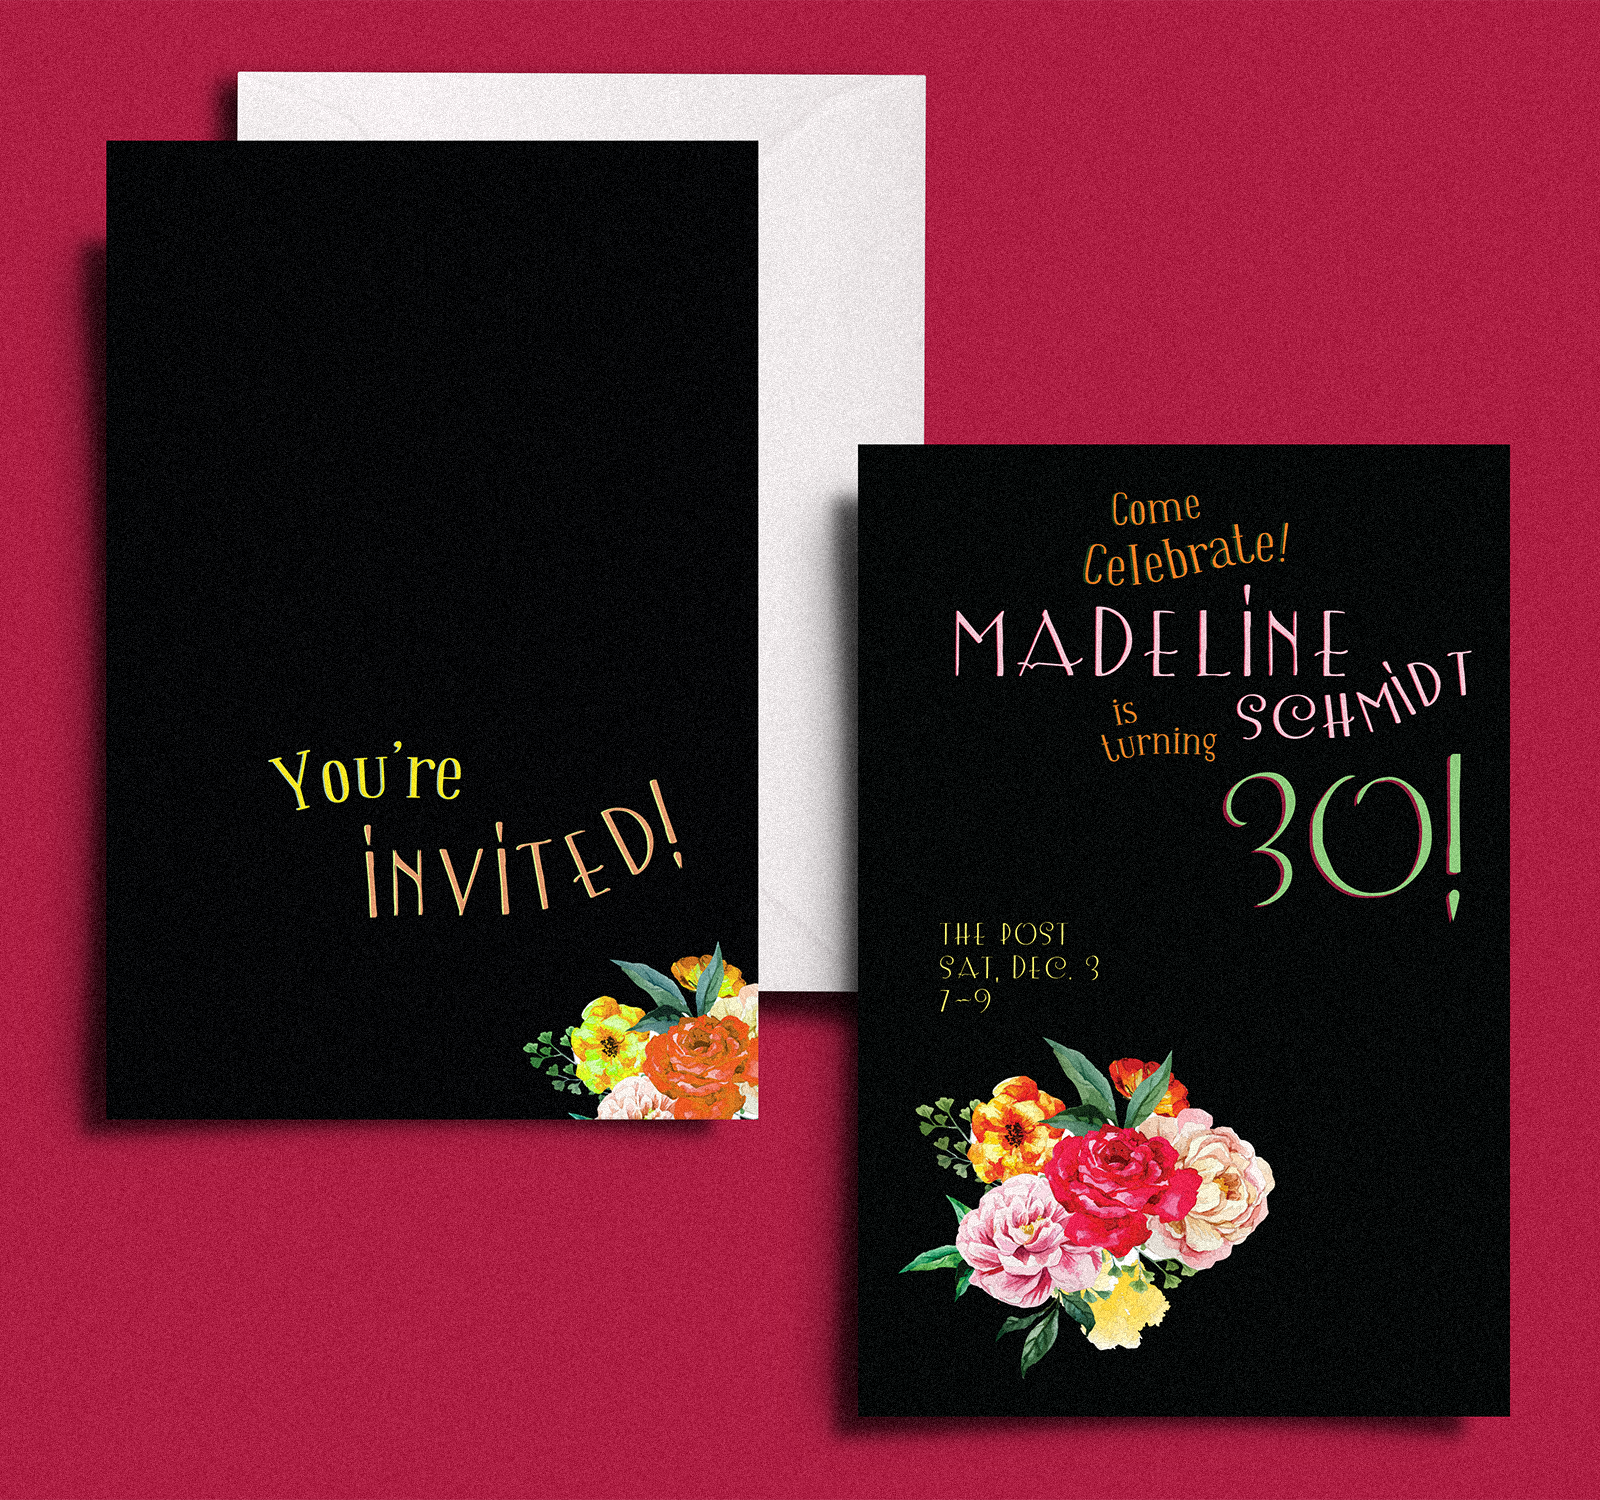 You're
iNViTED!
Come
Celebrate!
MADELiNE
SCHMiDT
is
turning
30!
THE POST
SAT, DEC. 3
7-9